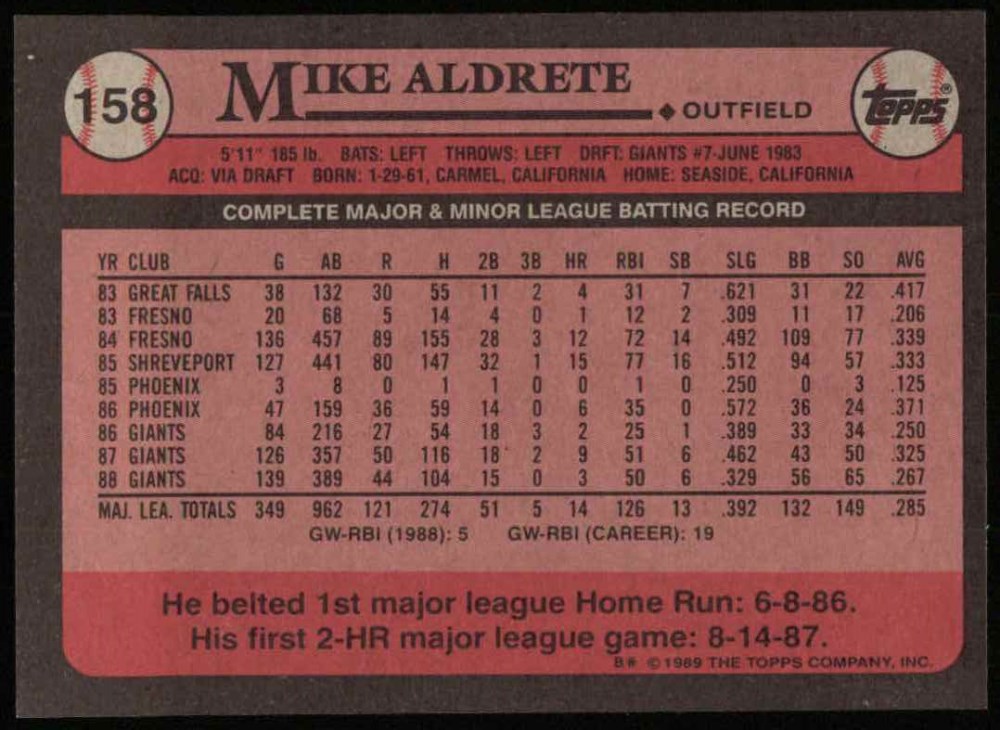 158
MIKE ALDRETE
◆ OUTFIELD
Topps®
5'11" 185 lb. BATS: LEFT THROWS: LEFT DRFT: GIANTS #7-JUNE 1983
ACQ: VIA DRAFT BORN: 1-29-61, CARMEL, CALIFORNIA HOME: SEASIDE, CALIFORNIA
COMPLETE MAJOR & MINOR LEAGUE BATTING RECORD
YR CLUB G AB R H 2B 3B HR RBI SB SLG BB SO AVG
83 GREAT FALLS 38 132 30 55 11 2 4 31 7 .621 31 22 .417
83 FRESNO 20 68 5 14 4 0 1 12 2 .309 11 17 .206
84 FRESNO 136 457 89 155 28 3 12 72 14 .492 109 77 .339
85 SHREVEPORT 127 441 80 147 32 1 15 77 16 .512 94 57 .333
85 PHOENIX 3 8 0 1 1 0 0 1 0 .250 0 3 .125
86 PHOENIX 47 159 36 59 14 0 6 35 0 .572 36 24 .371
86 GIANTS 84 216 27 54 18 3 2 25 1 .389 33 34 .250
87 GIANTS 126 357 50 116 18 2 9 51 6 .462 43 50 .325
88 GIANTS 139 389 44 104 15 0 3 50 6 .329 56 65 .267
MAJ. LEA. TOTALS 349 962 121 274 51 5 14 126 13 .392 132 149 .285
GW-RBI (1988): 5 GW-RBI (CAREER): 19
He belted 1st major league Home Run: 6-8-86.
His first 2-HR major league game: 8-14-87.
B# © 1989 THE TOPPS COMPANY, INC.